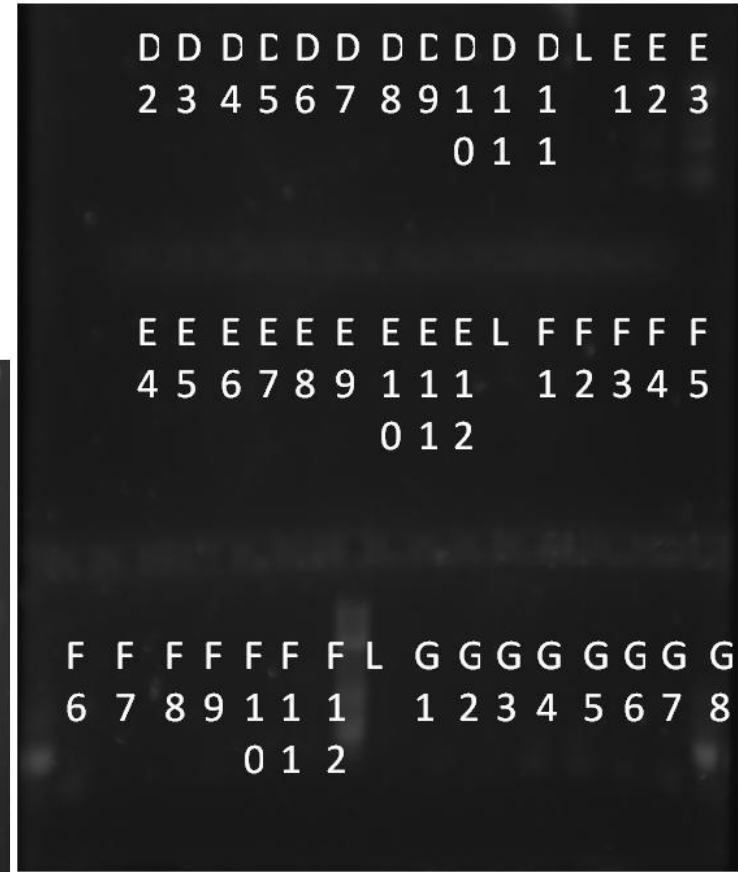 D D D D D D D D D D D L E E E
2 3 4 5 6 7 8 9 1 1 1 1 2 3
0 1 1
E E E E E E E E E L F F F F F
4 5 6 7 8 9 1 1 1 1 2 3 4 5
0 1 2
F F F F F F F L G G G G G G G G
6 7 8 9 1 1 1 1 2 3 4 5 6 7 8
0 1 2